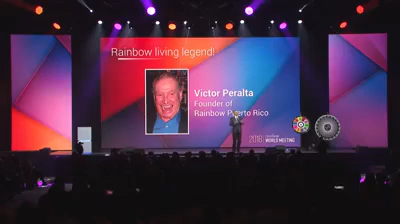 Rainbow living legend!
Victor Peralta
Founder of
Rainbow Puerto Rico
2018
WORLD MEETING